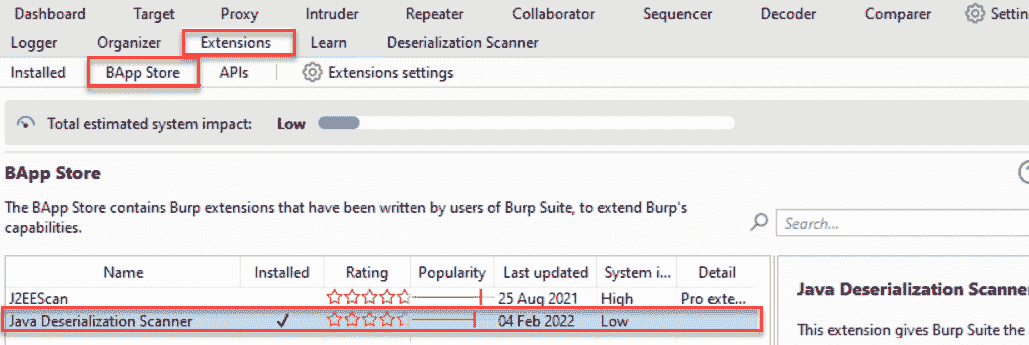 Dashboard Target Proxy Intruder Repeater Collaborator Sequencer Decoder Comparer
Logger Organizer Extensions Learn Deserialization Scanner
Installed BApp Store APIs Extensions settings
Total estimated system impact: Low
BApp Store
The BApp Store contains Burp extensions that have been written by users of Burp Suite, to extend Burp's
capabilities.
Search...
Name Installed Rating Popularity Last updated System i... Detail
J2EEScan 25 Aug 2021 High Pro exte...
Java Deserialization Scanner 04 Feb 2022 Low
Java Deserialization
This extension gives Burp Suite the